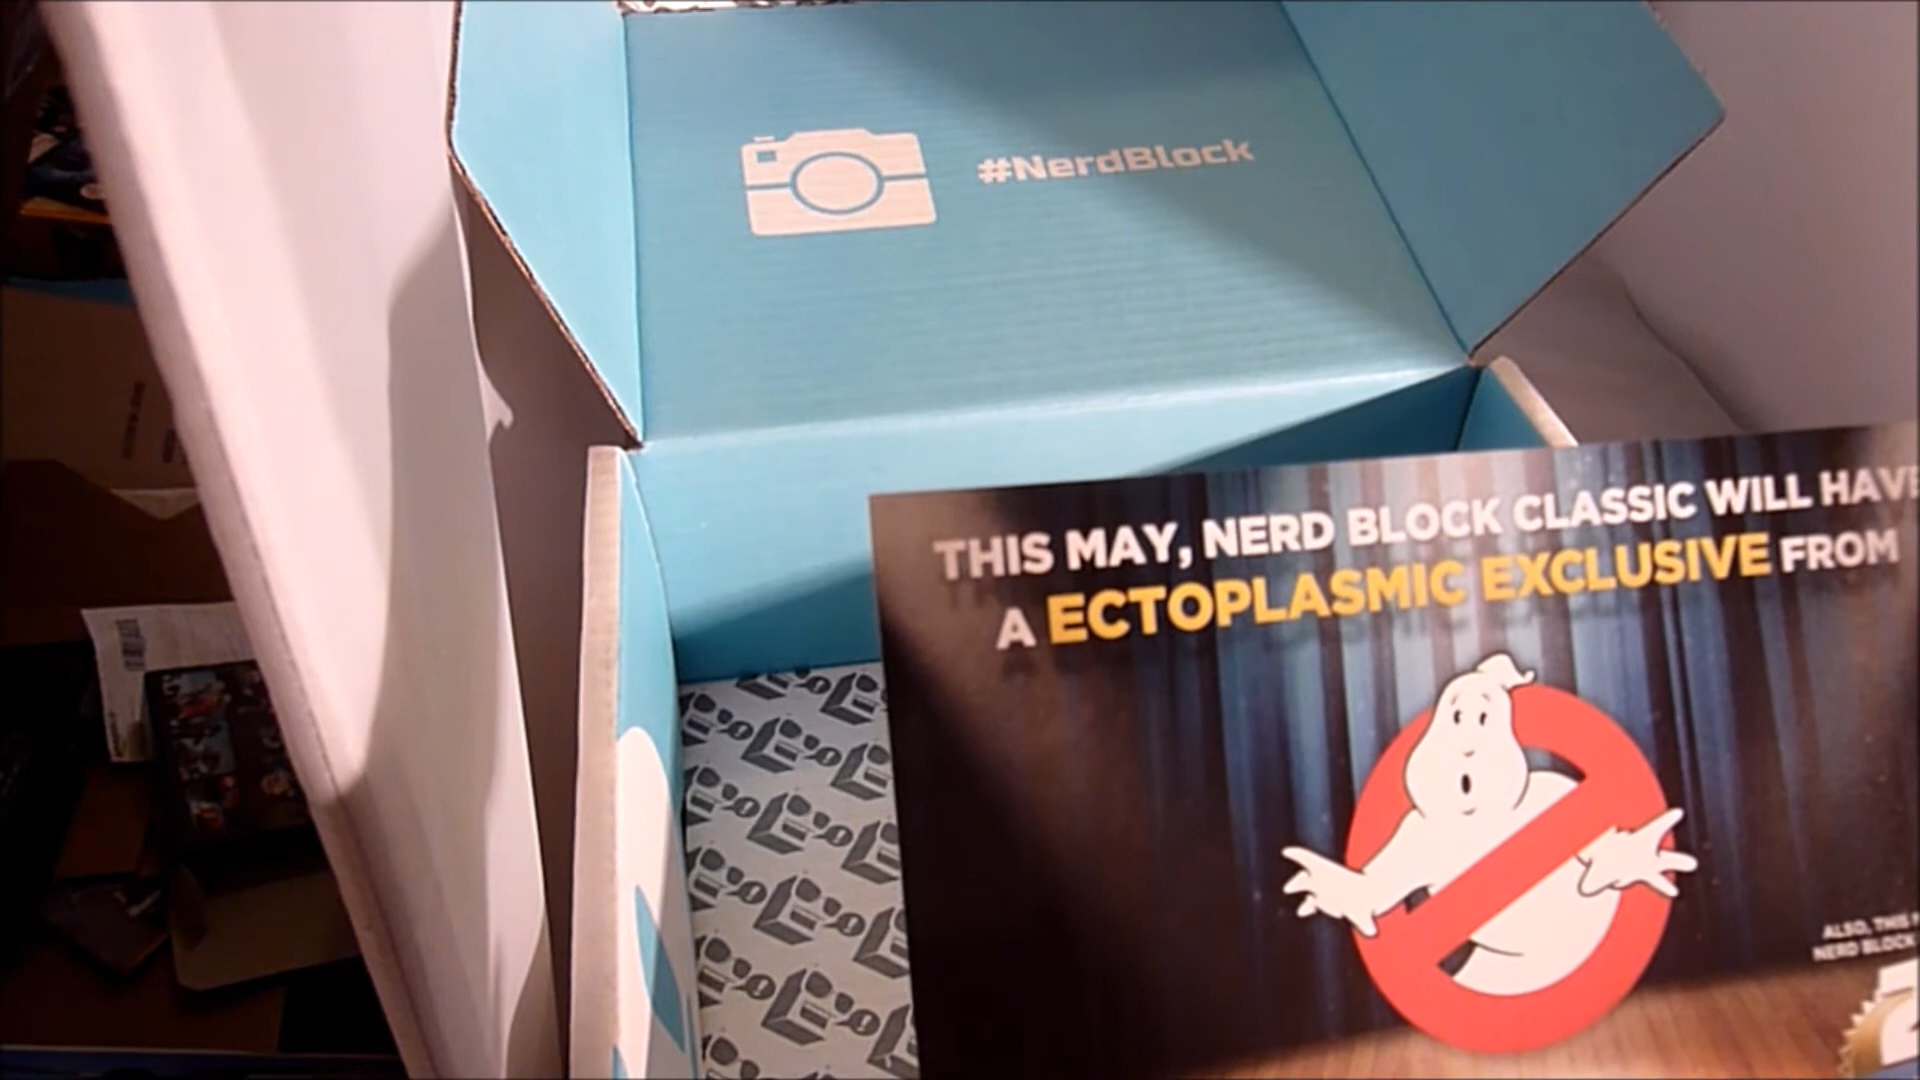 #NerdBlock
THIS MAY, NERD BLOCK CLASSIC WILL HAVE
A ECTOPLASMIC EXCLUSIVE FROM
ALSO, THIS
NERD BLOCK